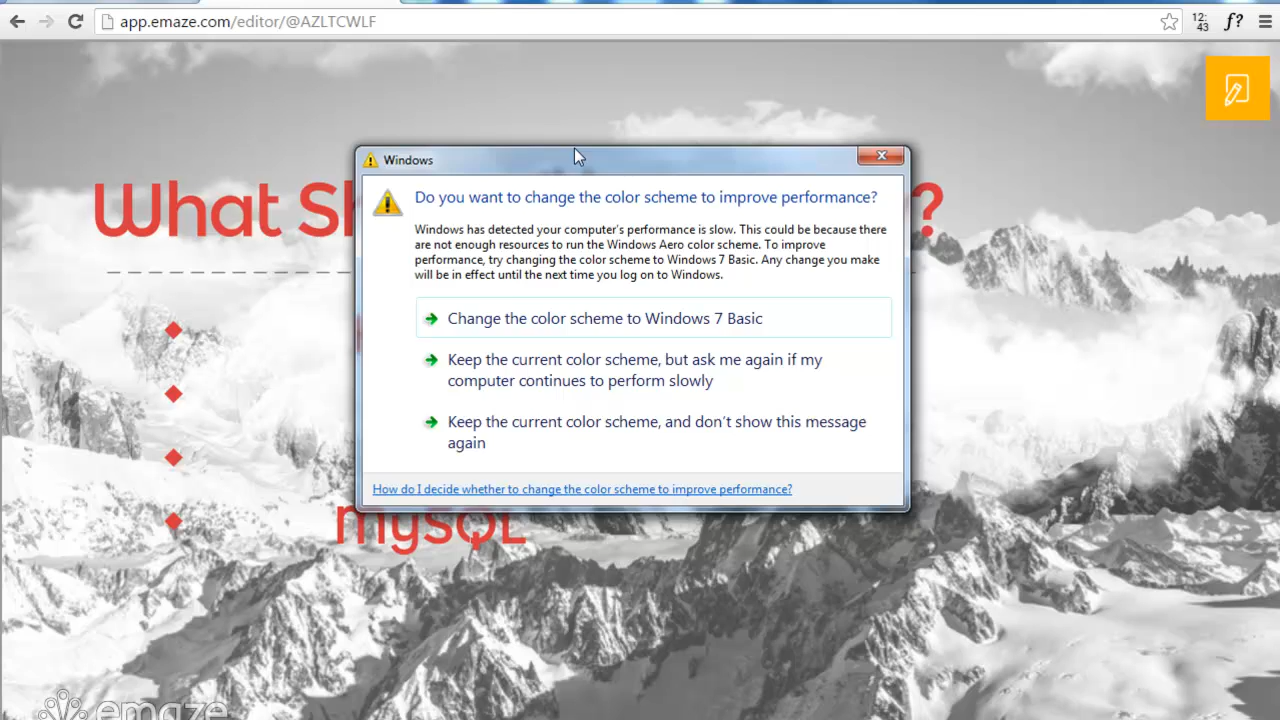 app.emaze.com/editor/@AZLTCWLF
12:
43
f?
Windows
What Sh ?
Do you want to change the color scheme to improve performance?
Windows has detected your computer's performance is slow. This could be because there
are not enough resources to run the Windows Aero color scheme. To improve
performance, try changing the color scheme to Windows 7 Basic. Any change you make
will be in effect until the next time you log on to Windows.
Change the color scheme to Windows 7 Basic
Keep the current color scheme, but ask me again if my
computer continues to perform slowly
Keep the current color scheme, and don't show this message
again
How do I decide whether to change the color scheme to improve performance?
mySQL
emaze